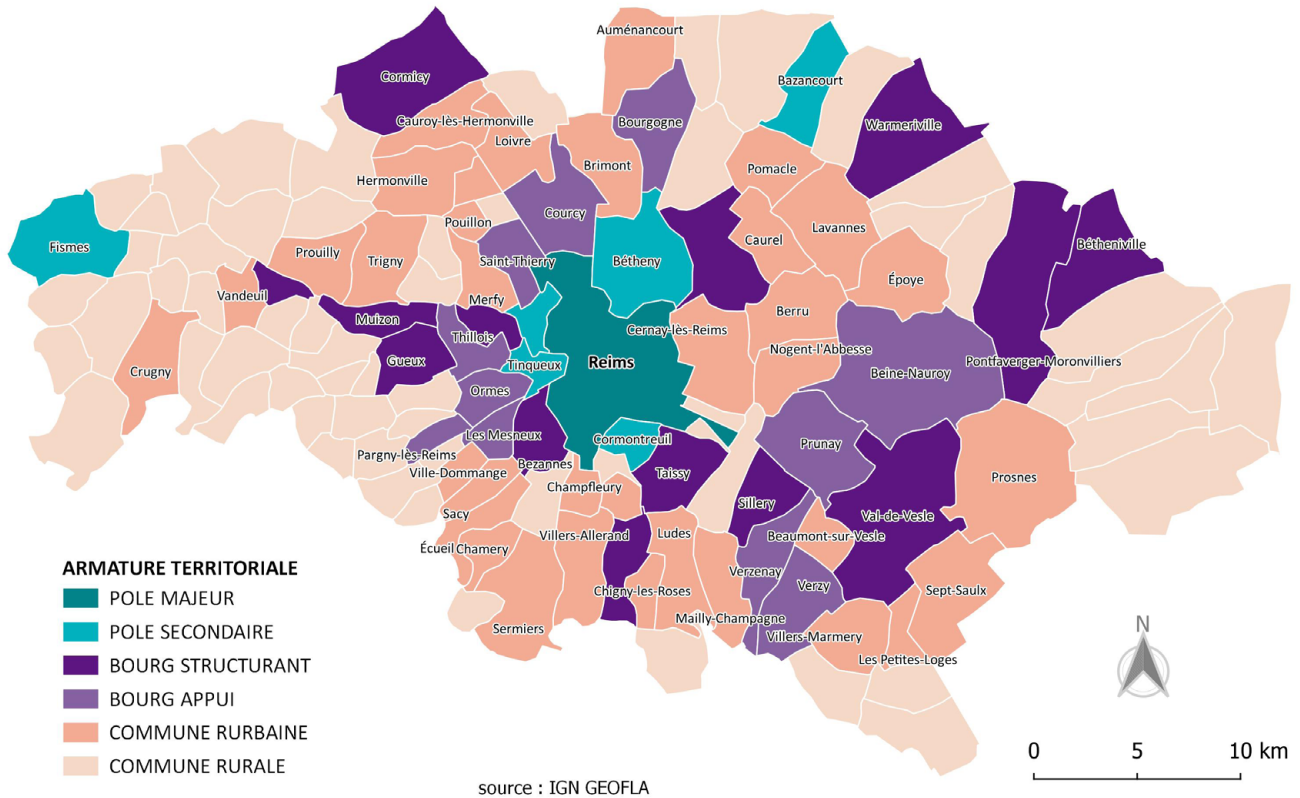 Auménancourt
Cormicy
Bazancourt
Cauroy-lès-Hermonville
Bourgogne
Warmeriville
Loivre
Brimont
Pomacle
Hermonville
Courcy
Pouillon
Lavannes
Caurel
Bétheniville
Fismes
Prouilly
Trigny
Saint-Thierry
Bétheny
Époye
Vandeuil
Merfy
Muizon
Berru
Thillois
Cernay-lès-Reims
Nogent-l'Abbesse
Gueux
Tinqueux
Reims
Pontfaverger-Moronvilliers
Crugny
Beine-Nauroy
Ormes
Les Mesneux
Cormontreuil
Prunay
Pargny-lès-Reims
Bezannes
Ville-Dommange
Taissy
Prosnes
Champfleury
Sillery
Sacy
Val-de-Vesle
Villers-Allerand
Ludes
Beaumont-sur-Vesle
Écueil
Chamery
Verzenay
Verzy
Chigny-les-Roses
Sept-Saulx
Mailly-Champagne
Sermiers
Villers-Marmery
Les Petites-Loges
ARMATURE TERRITORIALE
POLE MAJEUR
POLE SECONDAIRE
BOURG STRUCTURANT
BOURG APPUI
COMMUNE RURBAINE
COMMUNE RURALE
N
0 5 10 km
source : IGN GEOFLA